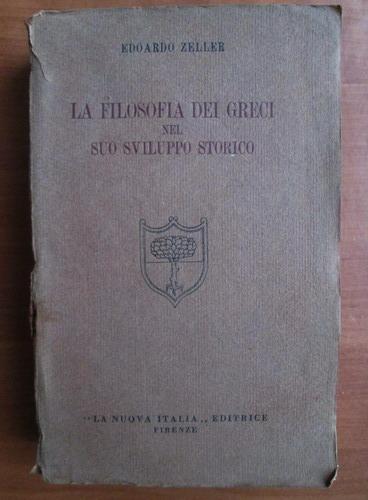 EDOARDO ZELLER
LA FILOSOFIA DEI GRECI
NEL
SUO SVILUPPO STORICO
"LA NUOVA ITALIA„ EDITRICE
FIRENZE